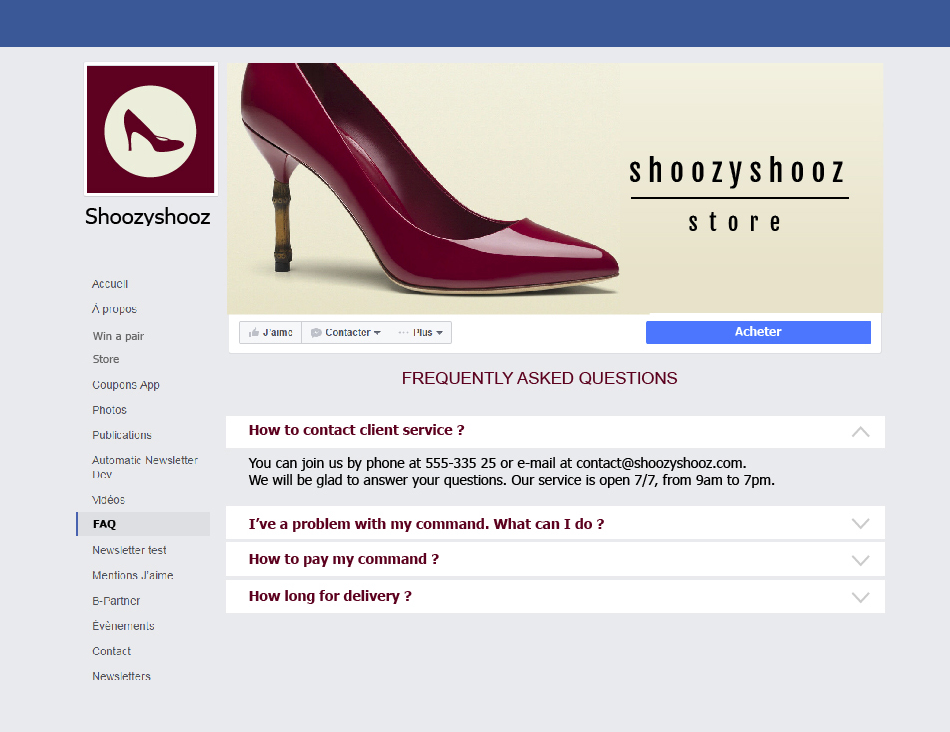 shoozyshooz
store
Shoozyshooz
Accueil
À propos
Win a pair
Store
Coupons App
Photos
Publications
Automatic Newsletter
Dev
Vidéos
FAQ
Newsletter test
Mentions J'aime
B-Partner
Évènements
Contact
Newsletters
J'aime
Contacter
Plus
Acheter
FREQUENTLY ASKED QUESTIONS
How to contact client service ?
You can join us by phone at 555-335 25 or e-mail at contact@shoozyshooz.com.
We will be glad to answer your questions. Our service is open 7/7, from 9am to 7pm.
I've a problem with my command. What can I do ?
How to pay my command ?
How long for delivery ?